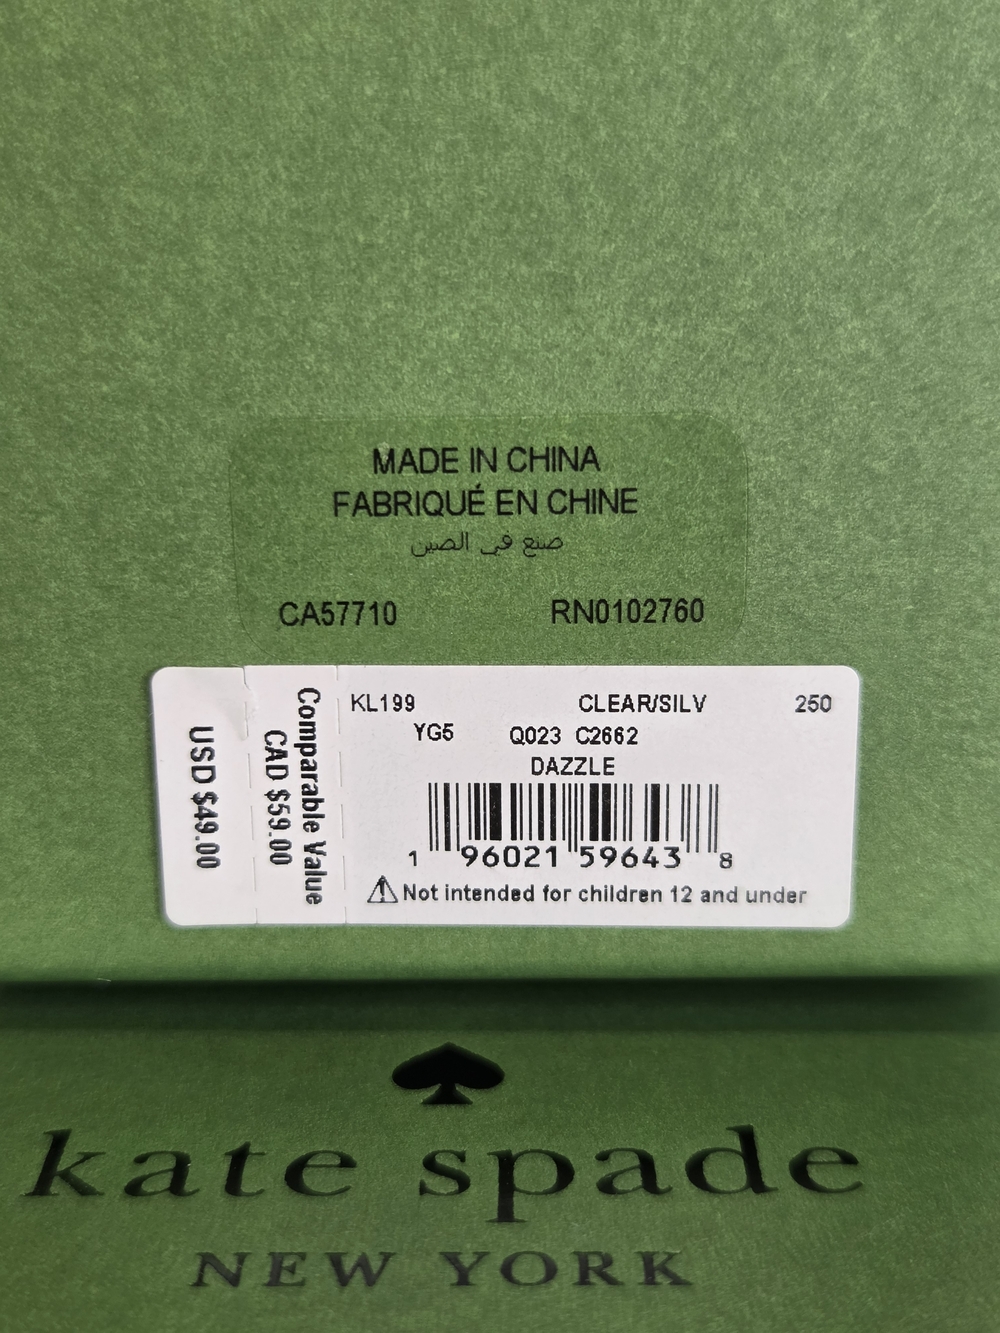 MADE IN CHINA
FABRIQUÉ EN CHINE
صنع في الصين
CA57710 RN0102760
USD $49.00
Comparable Value
CAD $59.00
KL199 CLEAR/SILV 250
YG5 Q023 C2662
DAZZLE
1 96021 59643 8
Not intended for children 12 and under
kate spade
NEW YORK